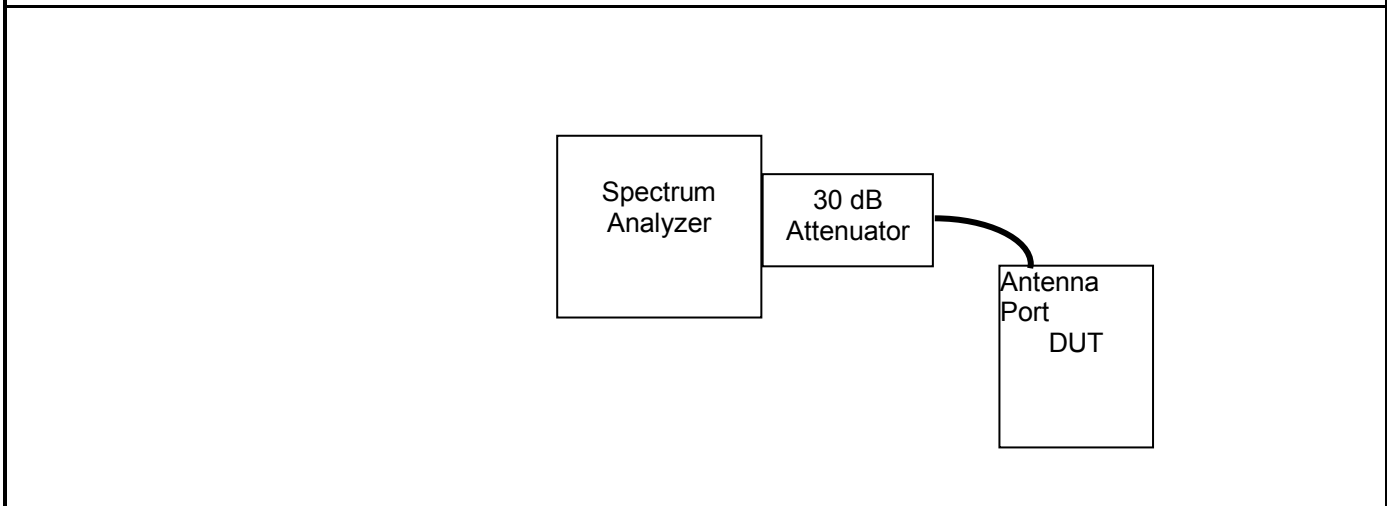 Spectrum
Analyzer
30 dB
Attenuator
Antenna
Port
DUT